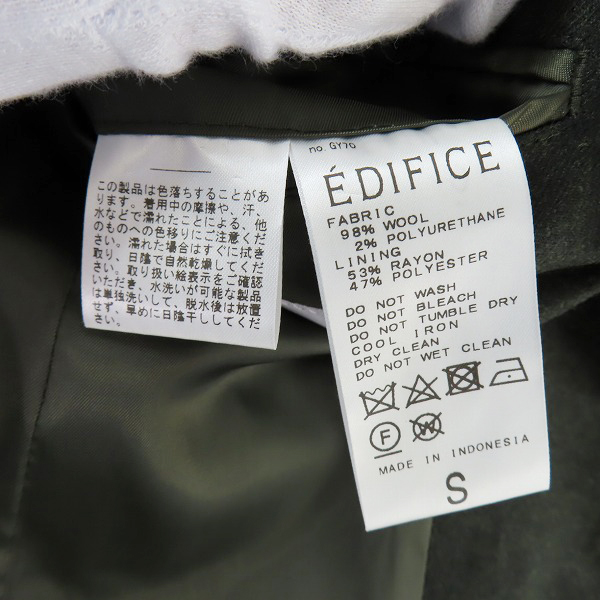 この製品は色落ちすることがあ
ります。着用中の摩擦や、汗、
水などで濡れたことによる、他
のものへの色移りにご注意くだ
さい。濡れた場合はすぐに拭き
取り、日陰で自然乾燥してくだ
さい。取り扱い絵表示をご確認
いただき、水洗いが可能な製品
は単独洗いして、脱水後は放置
せず、早めに日陰干ししてくだ
さい。
no. GY70
ÉDIFICE
FABRIC
98% WOOL
2% POLYURETHANE
LINING
53% RAYON
47% POLYESTER
DO NOT WASH
DO NOT BLEACH
DO NOT TUMBLE DRY
COOL IRON
DRY CLEAN
DO NOT WET CLEAN
F W
MADE IN INDONESIA
S